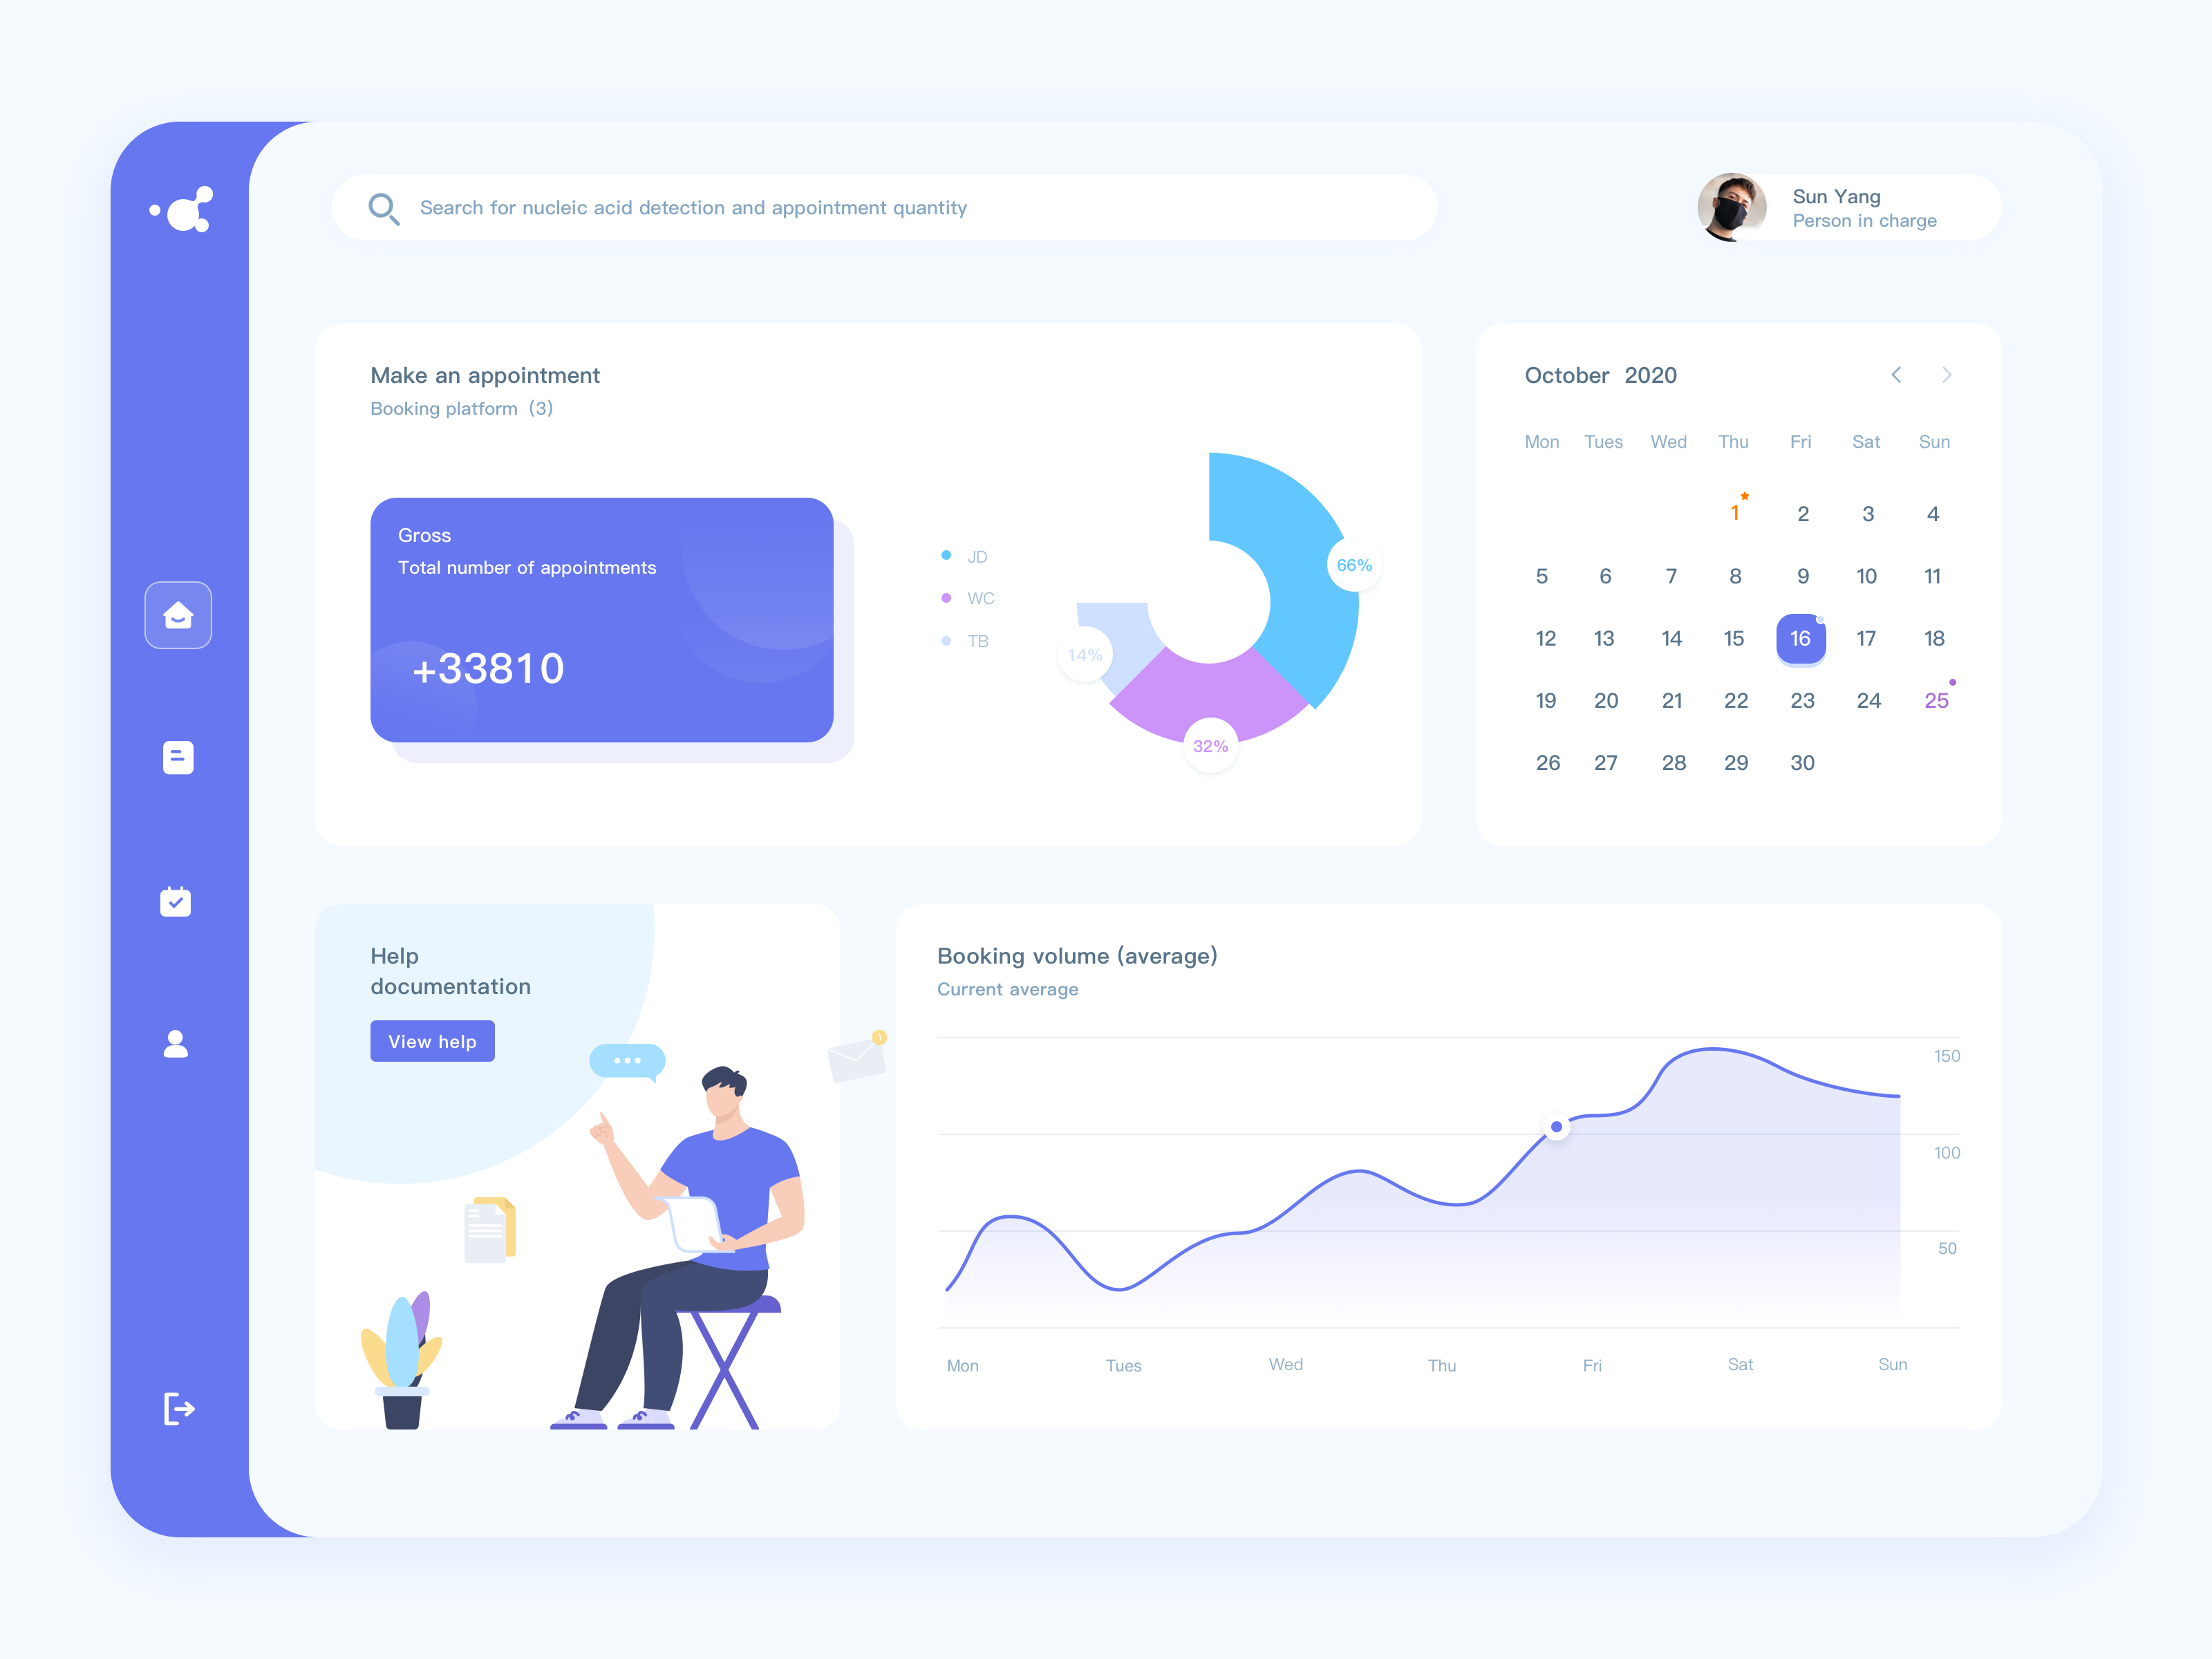 Search for nucleic acid detection and appointment quantity
Sun Yang
Person in charge
Make an appointment
Booking platform (3)
Gross
Total number of appointments
+33810
JD
WC
TB
66%
14%
32%
October 2020
Mon Tues Wed Thu Fri Sat Sun
1 2 3 4
5 6 7 8 9 10 11
12 13 14 15 16 17 18
19 20 21 22 23 24 25
26 27 28 29 30
Help
documentation
View help
Booking volume (average)
Current average
150
100
50
Mon Tues Wed Thu Fri Sat Sun